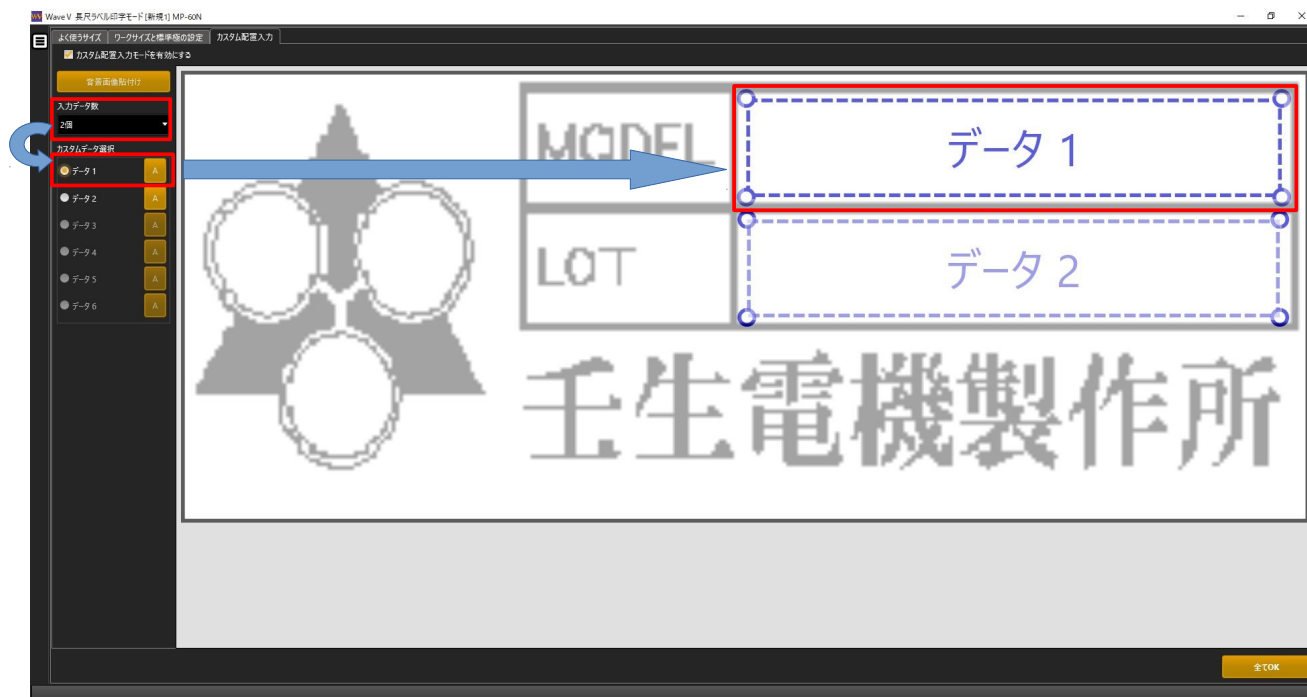 Wave V 長尺ラベル印字モード [新規1] MP-60N
よく使うサイズ
ワークサイズと標準極の設定
カスタム配置入力
カスタム配置入力モードを有効にする
背景画像貼付け
入力データ数
2個
カスタムデータ選択
データ1 A
データ2 A
データ3 A
データ4 A
データ5 A
データ6 A
MODEL
データ 1
LOT
データ 2
壬生電機製作所
全てOK